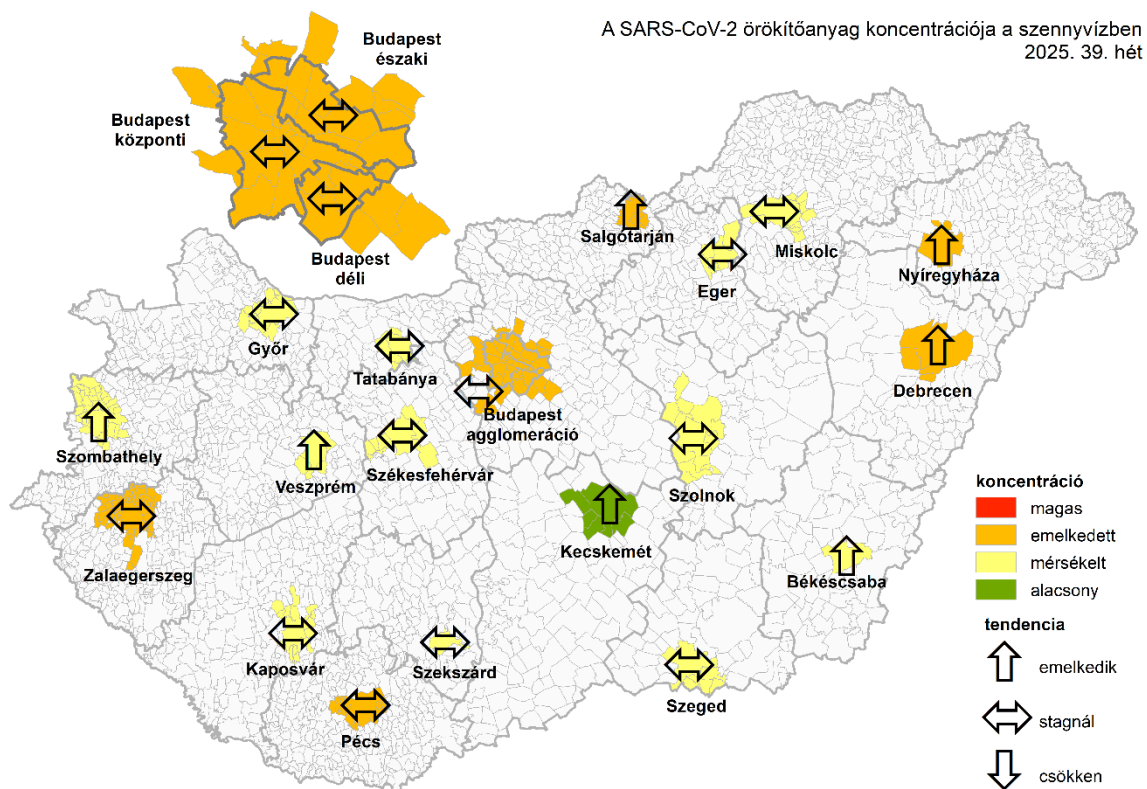 A SARS-CoV-2 örökítőanyag koncentrációja a szennyvízben
2025. 39. hét
Budapest
északi
Budapest
központi
Budapest
déli
Salgótarján
Miskolc
Eger
Nyíregyháza
Győr
Tatabánya
Debrecen
Budapest
agglomeráció
Szombathely
Veszprém
Székesfehérvár
Szolnok
Kecskemét
Zalaegerszeg
Békéscsaba
Kaposvár
Szekszárd
Szeged
Pécs
koncentráció
magas
emelkedett
mérsékelt
alacsony
tendencia
emelkedik
stagnál
csökken